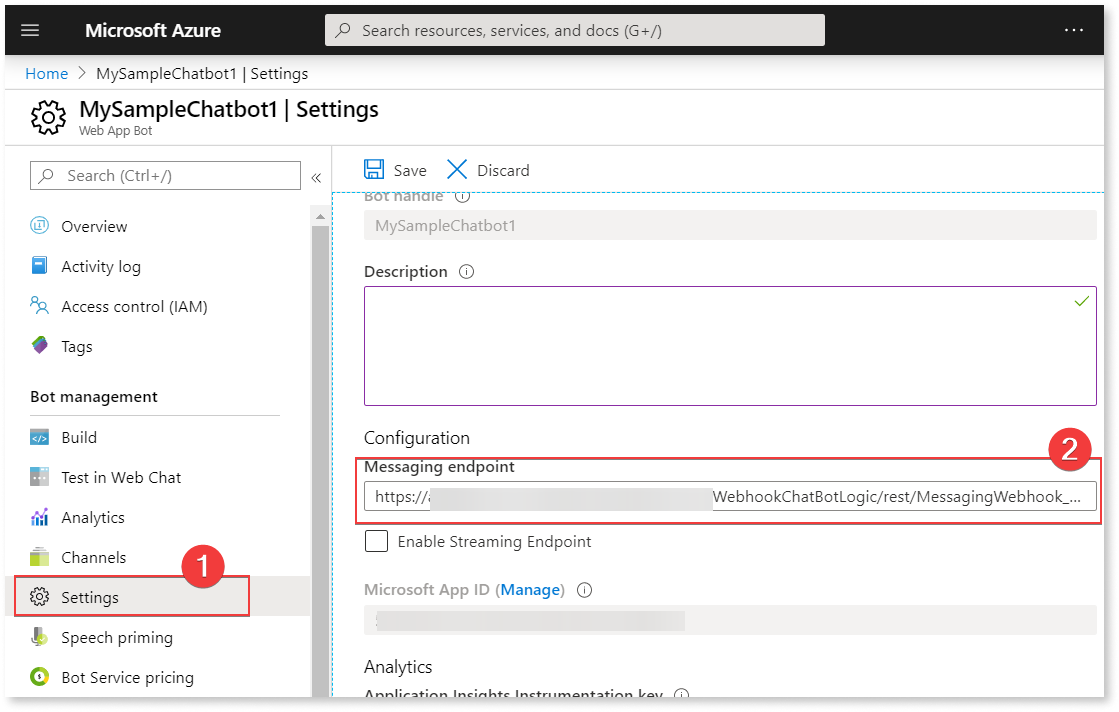 Microsoft Azure
Search resources, services, and docs (G+/)
...
Home > MySampleChatbot1 | Settings
MySampleChatbot1 | Settings
Web App Bot
Search (Ctrl+/)
«
Save
Discard
Overview
Activity log
Access control (IAM)
Tags
Bot management
Build
Test in Web Chat
Analytics
Channels
1
Settings
Speech priming
Bot Service pricing
Bot handle
MySampleChatbot1
Description
Configuration
2
Messaging endpoint
https:// WebhookChatBotLogic/rest/MessagingWebhook_...
Enable Streaming Endpoint
Microsoft App ID (Manage)
Analytics
Application Insights Instrumentation key